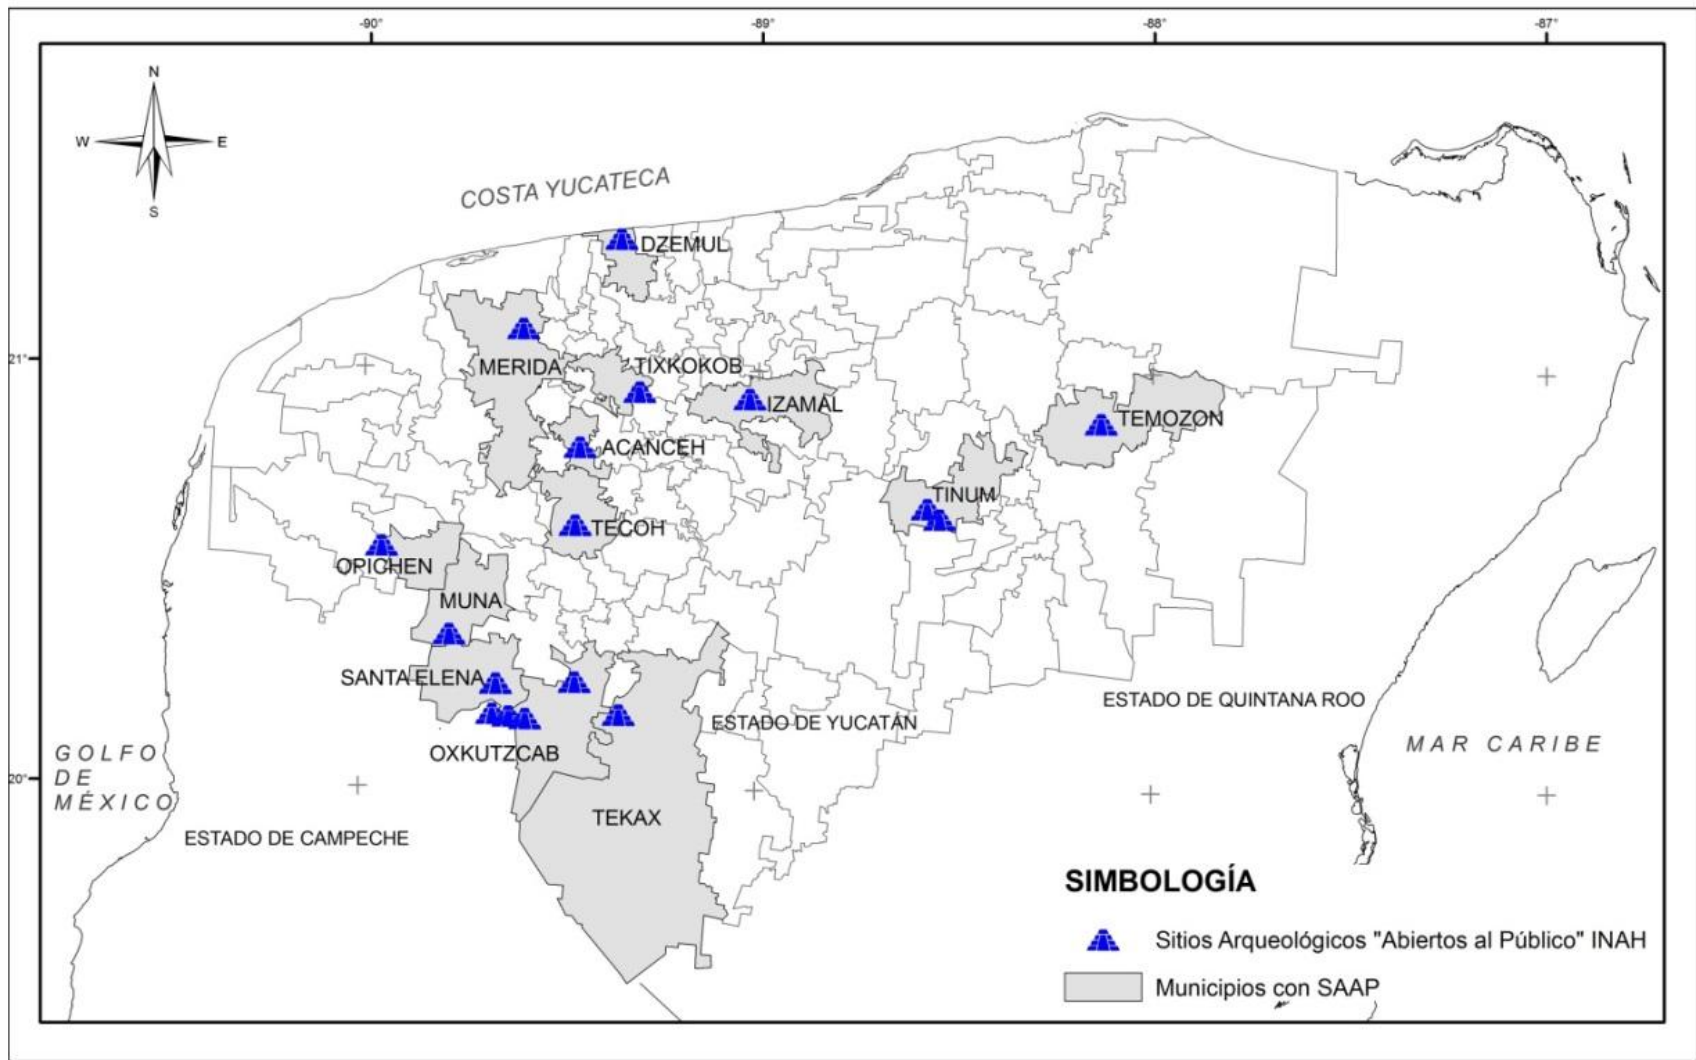 -90°
-89°
-88°
-87°
N
W
E
S
COSTA YUCATECA
DZEMUL
21°
MERIDA
TIXKOKOB
IZAMAL
TEMOZON
ACANCEH
TINUM
TECOH
OPICHEN
MUNA
SANTA ELENA
ESTADO DE QUINTANA ROO
ESTADO DE YUCATÁN
OXKUTZCAB
MAR CARIBE
GOLFO
DE
MÉXICO
20°
TEKAX
ESTADO DE CAMPECHE
SIMBOLOGÍA
Sitios Arqueológicos "Abiertos al Público" INAH
Municipios con SAAP